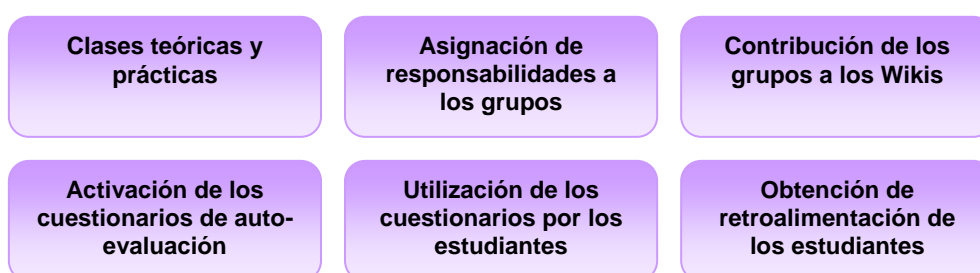 Clases teóricas y
prácticas
Asignación de
responsabilidades a
los grupos
Contribución de los
grupos a los Wikis
Activación de los
cuestionarios de auto-
evaluación
Utilización de los
cuestionarios por los
estudiantes
Obtención de
retroalimentación de
los estudiantes